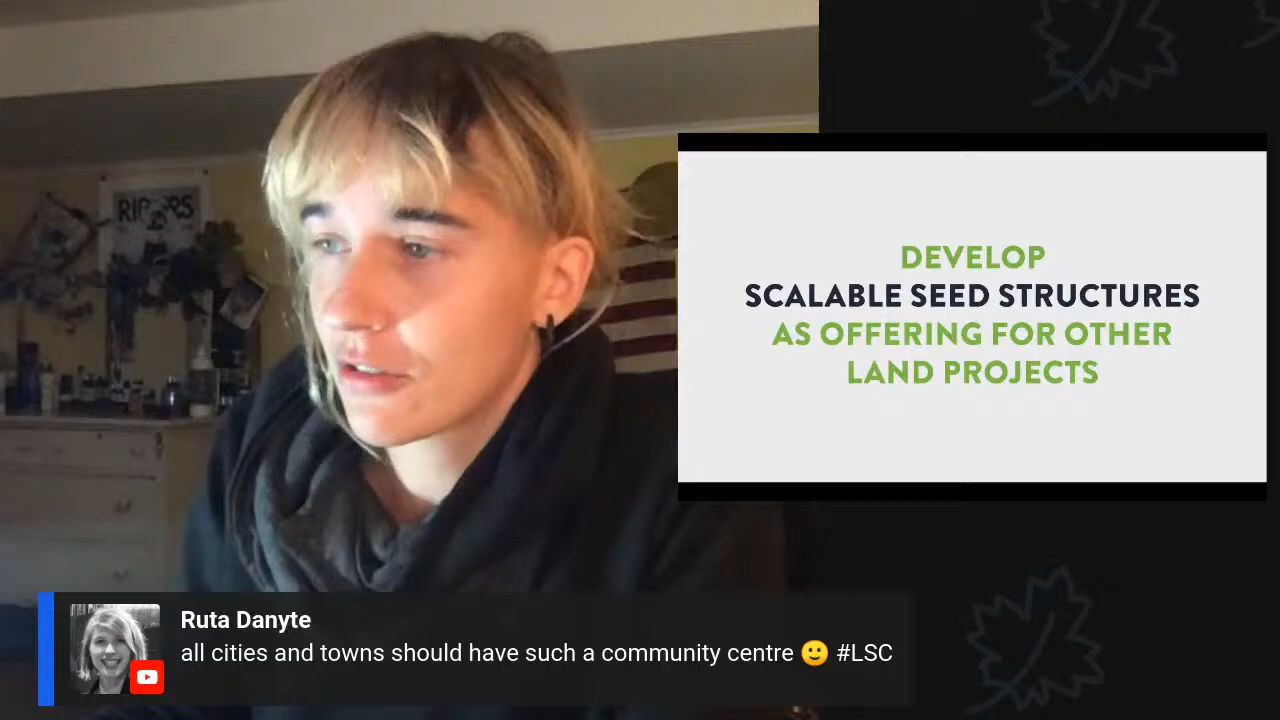 DEVELOP
SCALABLE SEED STRUCTURES
AS OFFERING FOR OTHER
LAND PROJECTS
Ruta Danyte
all cities and towns should have such a community centre 🙂 #LSC